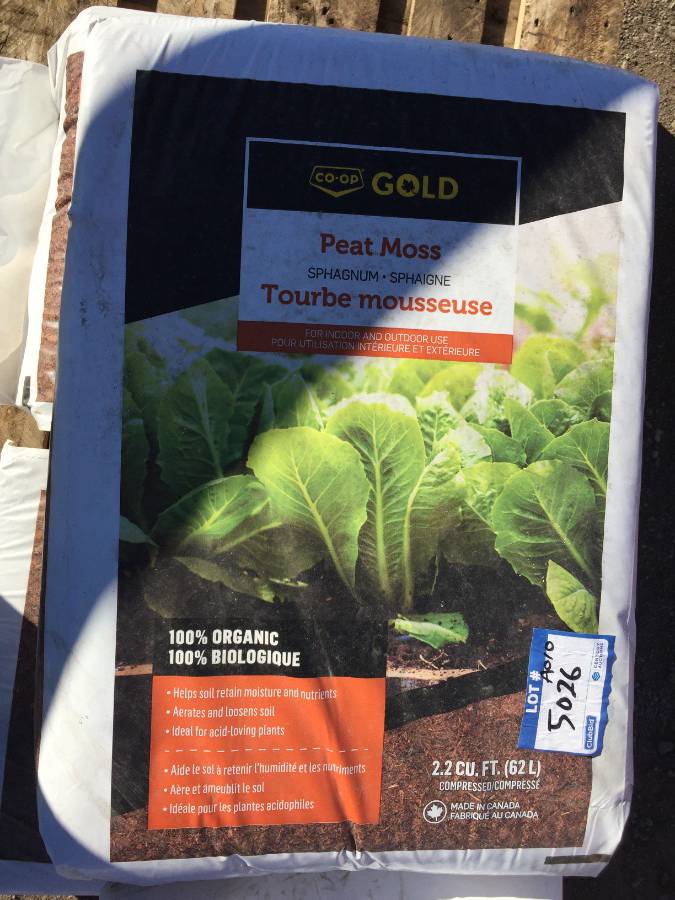 CO-OP GOLD
Peat Moss
SPHAGNUM • SPHAIGNE
Tourbe mousseuse
FOR INDOOR AND OUTDOOR USE
POUR UTILISATION INTÉRIEURE ET EXTÉRIEURE
100% ORGANIC
100% BIOLOGIQUE
• Helps soil retain moisture and nutrients
• Aerates and loosens soil
• Ideal for acid-loving plants
• Aide le sol à retenir l'humidité et les nutriments
• Aère et ameublit le sol
• Idéale pour les plantes acidophiles
2.2 CU. FT. (62 L)
COMPRESSED/COMPRESSÉ
MADE IN CANADA
FABRIQUÉ AU CANADA
LOT #
5026
ClubBid